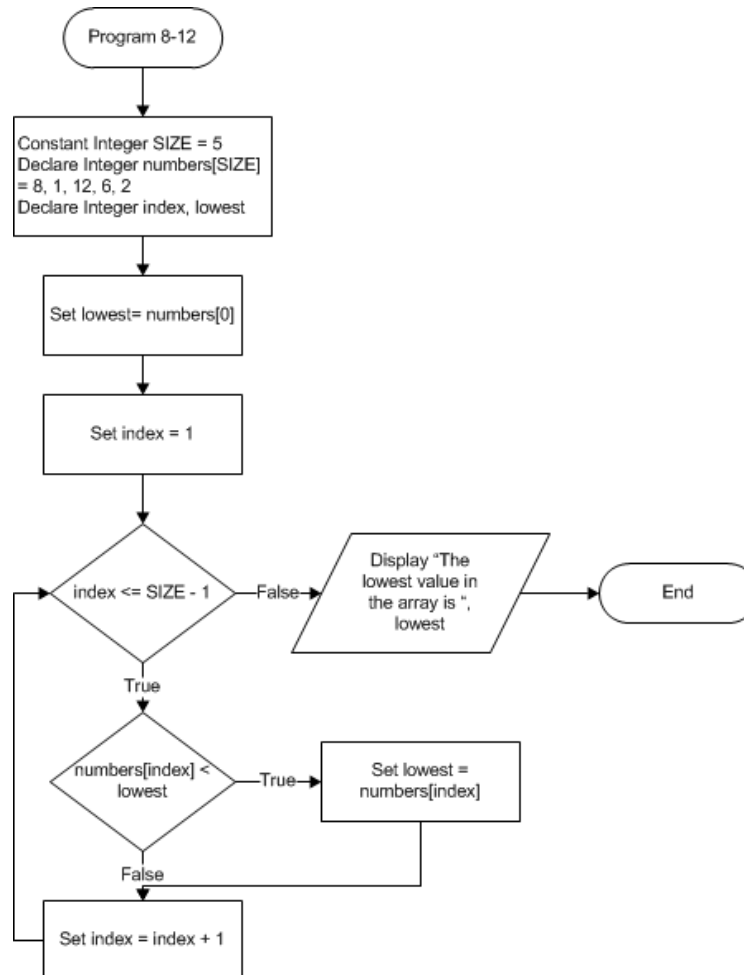 Program 8-12
Constant Integer SIZE = 5
Declare Integer numbers[SIZE]
= 8, 1, 12, 6, 2
Declare Integer index, lowest
Set lowest= numbers[0]
Set index = 1
index <= SIZE - 1
False
Display “The
lowest value in
the array is “,
lowest
End
True
numbers[index] <
lowest
True
Set lowest =
numbers[index]
False
Set index = index + 1